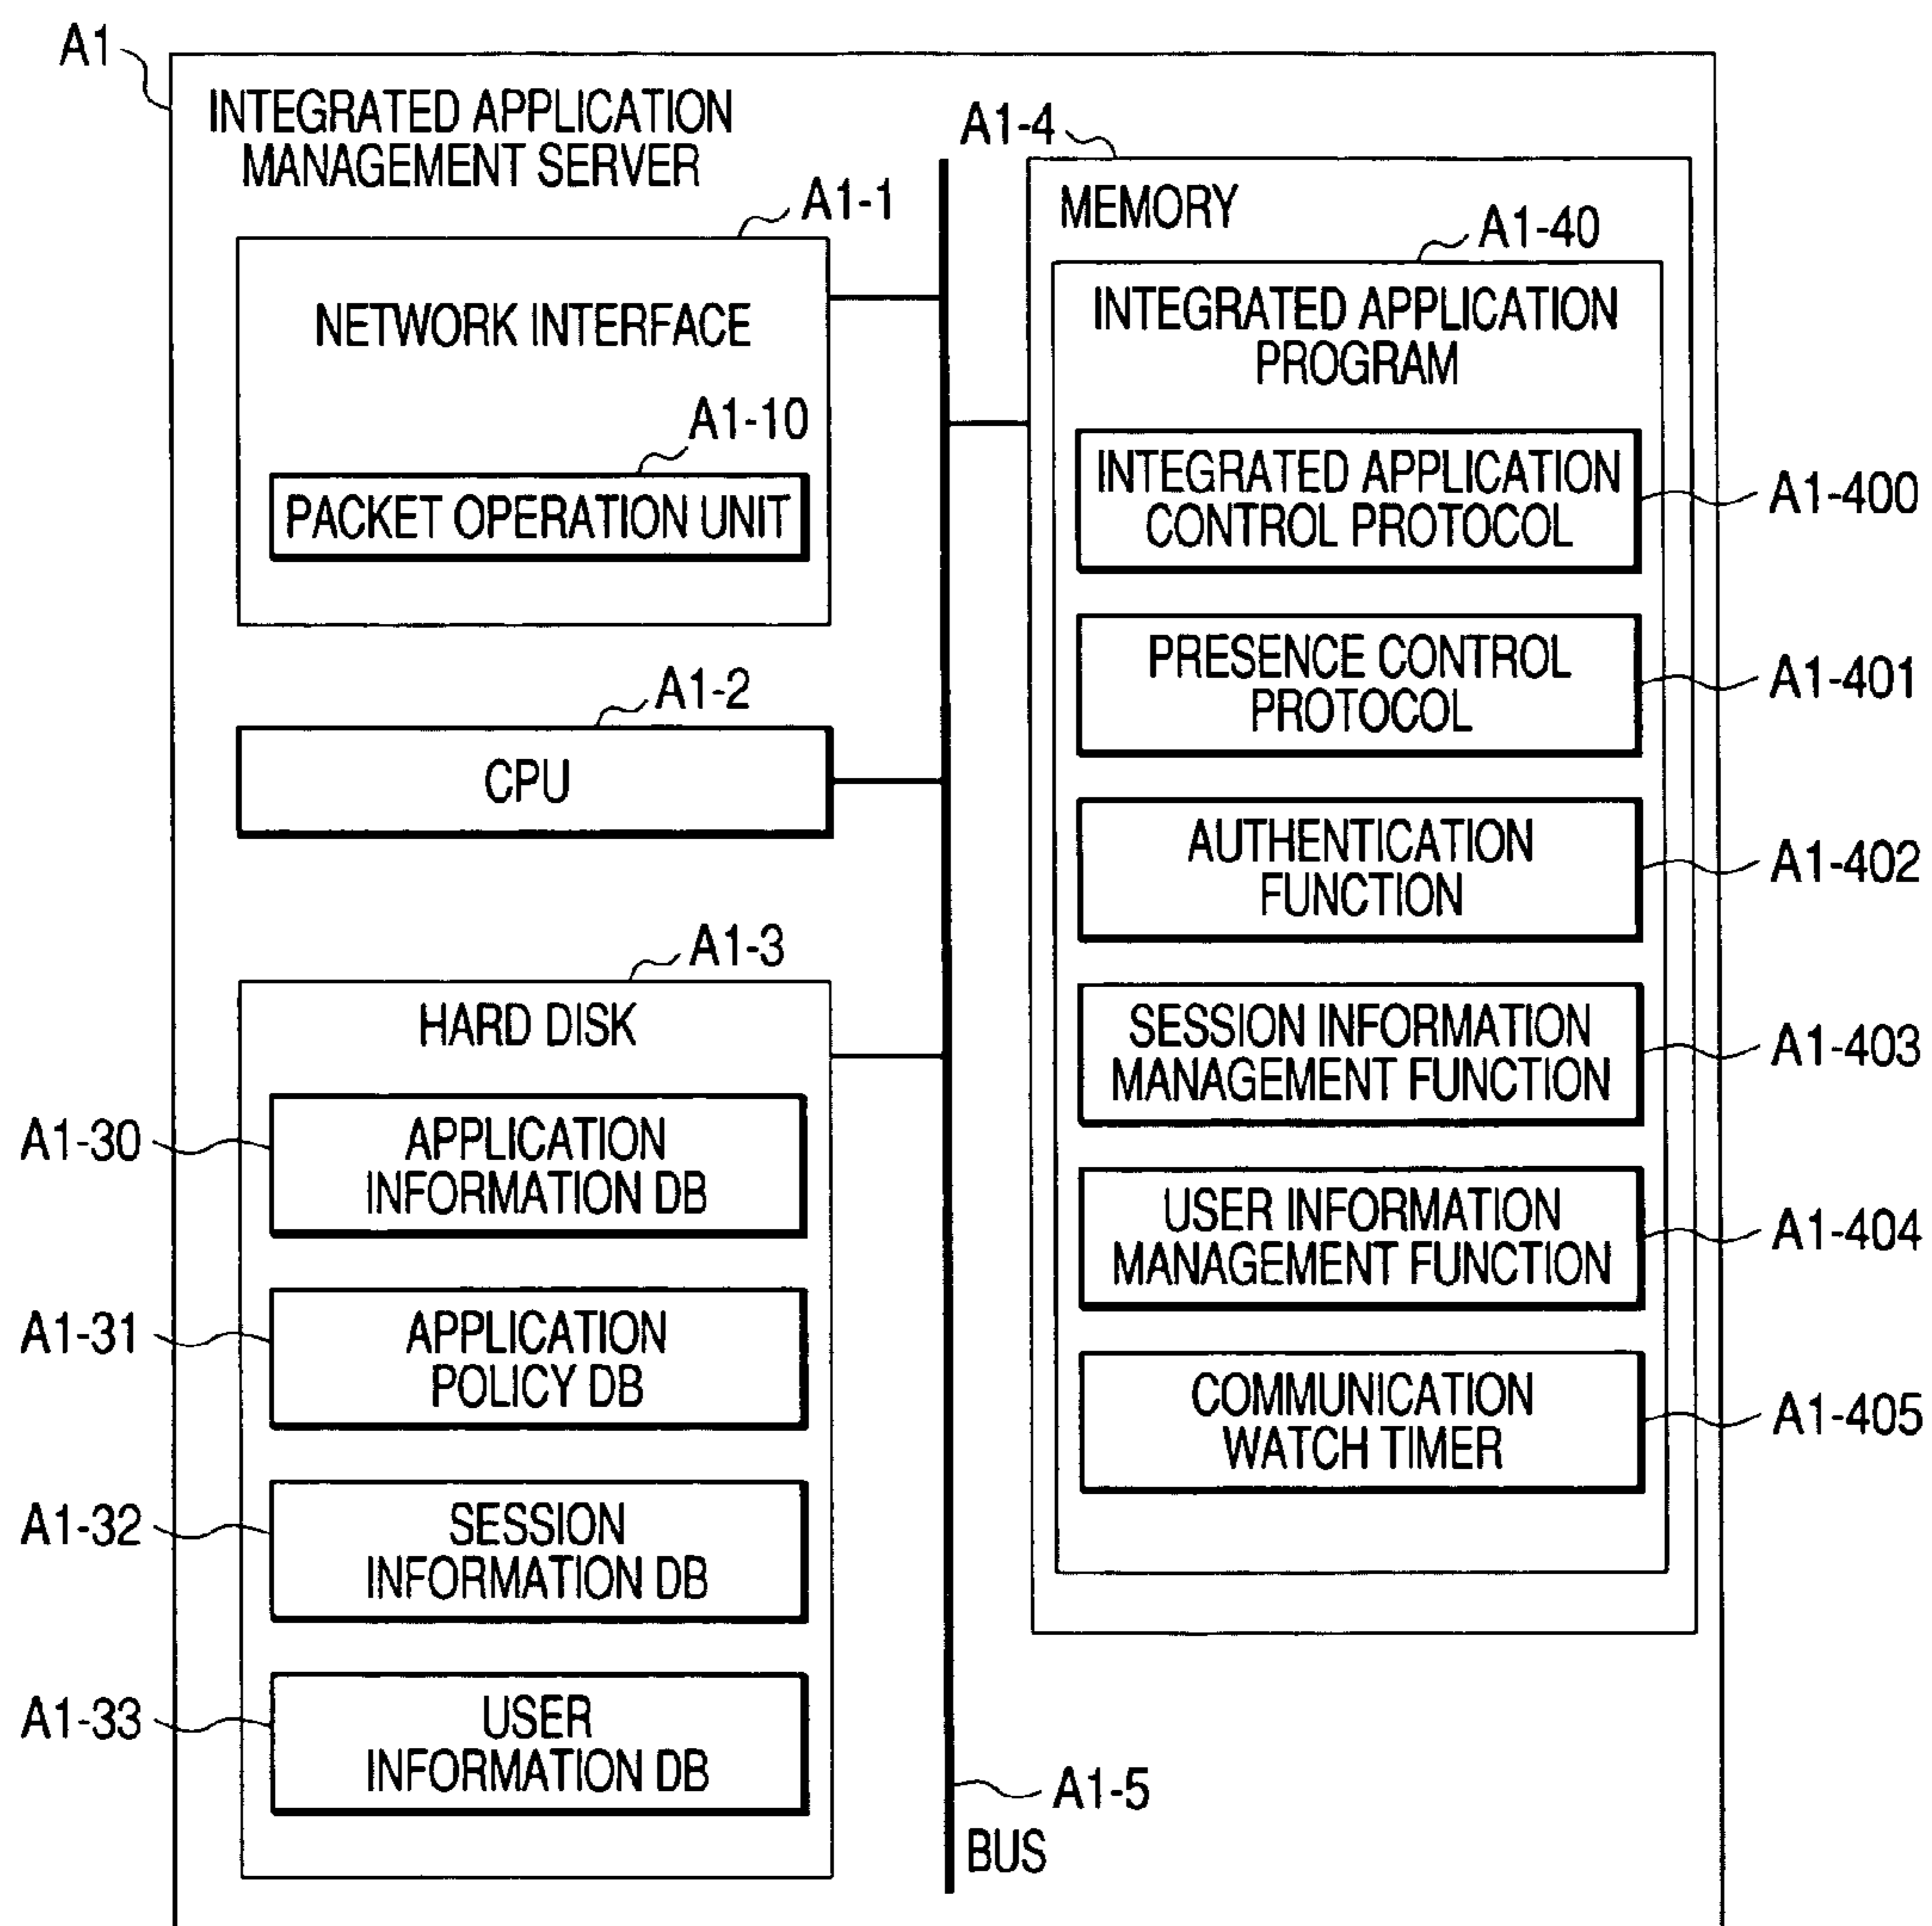 A1
INTEGRATED APPLICATION
MANAGEMENT SERVER
A1-1
NETWORK INTERFACE
A1-10
PACKET OPERATION UNIT
A1-2
CPU
A1-3
HARD DISK
A1-30
APPLICATION
INFORMATION DB
A1-31
APPLICATION
POLICY DB
A1-32
SESSION
INFORMATION DB
A1-33
USER
INFORMATION DB
A1-4
MEMORY
A1-40
INTEGRATED APPLICATION
PROGRAM
INTEGRATED APPLICATION
CONTROL PROTOCOL
A1-400
PRESENCE CONTROL
PROTOCOL
A1-401
AUTHENTICATION
FUNCTION
A1-402
SESSION INFORMATION
MANAGEMENT FUNCTION
A1-403
USER INFORMATION
MANAGEMENT FUNCTION
A1-404
COMMUNICATION
WATCH TIMER
A1-405
A1-5
BUS